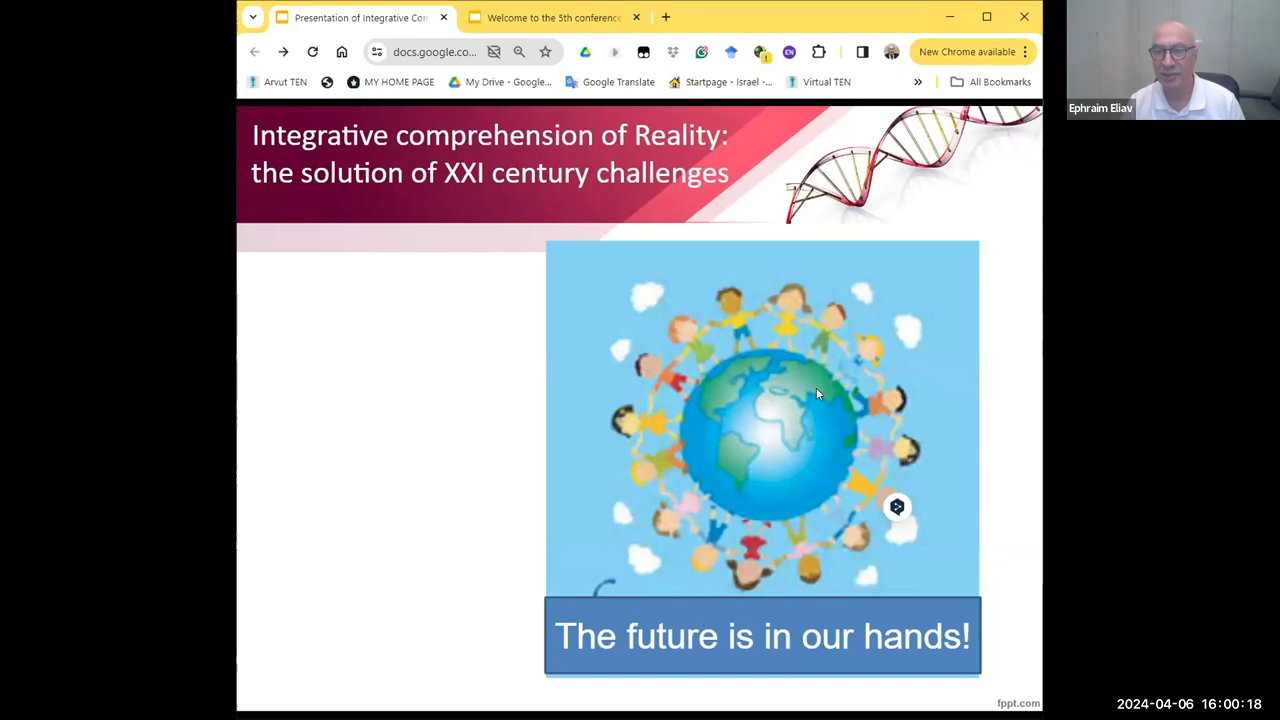 Presentation of Integrative Con
Welcome to the 5th conference
docs.google.co...
EN
New Chrome available
Arvut TEN
MY HOME PAGE
My Drive - Google...
Google Translate
Startpage - Israel -...
Virtual TEN
»
All Bookmarks
Ephraim Eliav
Integrative comprehension of Reality:
the solution of XXI century challenges
The future is in our hands!
fppt.com
2024-04-06 16:00:18